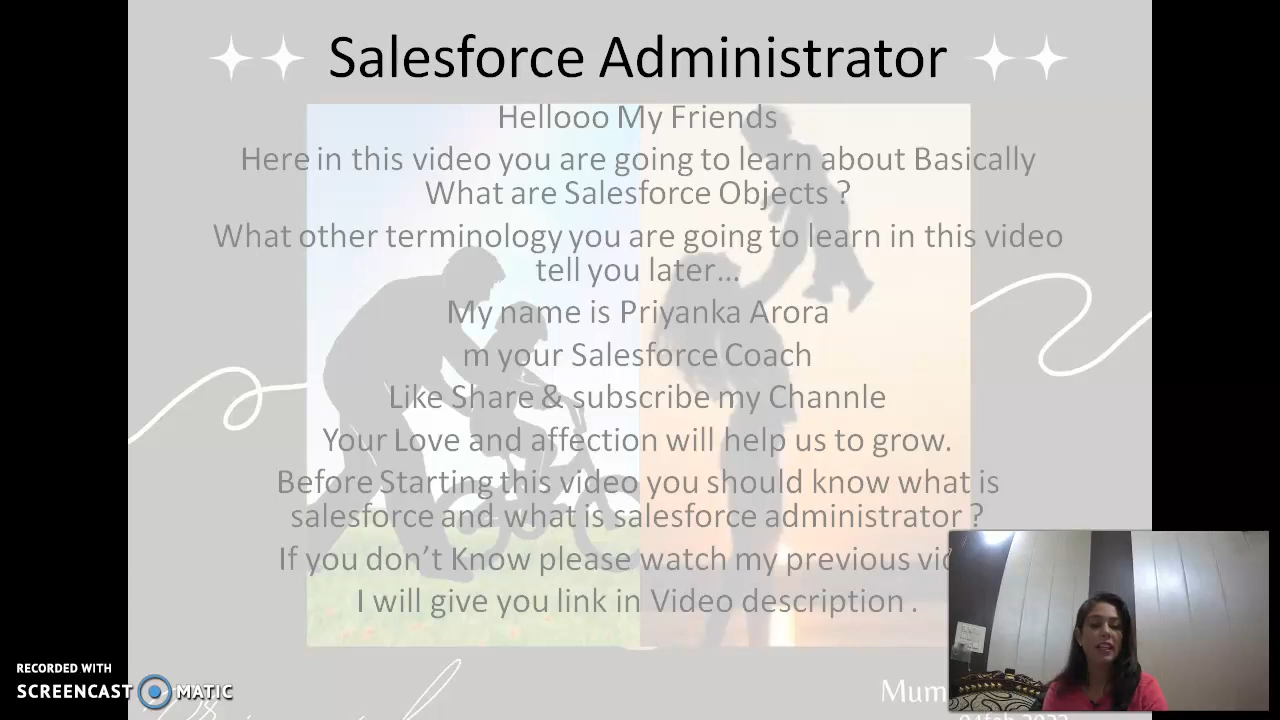 Salesforce Administrator
Hellooo My Friends
Here in this video you are going to learn about Basically
What are Salesforce Objects ?
What other terminology you are going to learn in this video
tell you later...
My name is Priyanka Arora
m your Salesforce Coach
Like Share & subscribe my Channle
Your Love and affection will help us to grow.
Before Starting this video you should know what is
salesforce and what is salesforce administrator ?
If you don’t Know please watch my previous
I will give you link in Video description .
RECORDED WITH
SCREENCAST MATIC